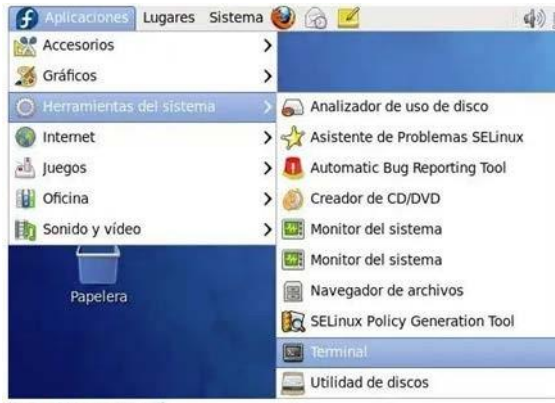 Aplicaciones Lugares Sistema
Accesorios
Gráficos
Herramientas del sistema
Internet
Juegos
Oficina
Sonido y vídeo
Analizador de uso de disco
Asistente de Problemas SELinux
Automatic Bug Reporting Tool
Creador de CD/DVD
Monitor del sistema
Monitor del sistema
Navegador de archivos
SELinux Policy Generation Tool
Terminal
Utilidad de discos
Papelera